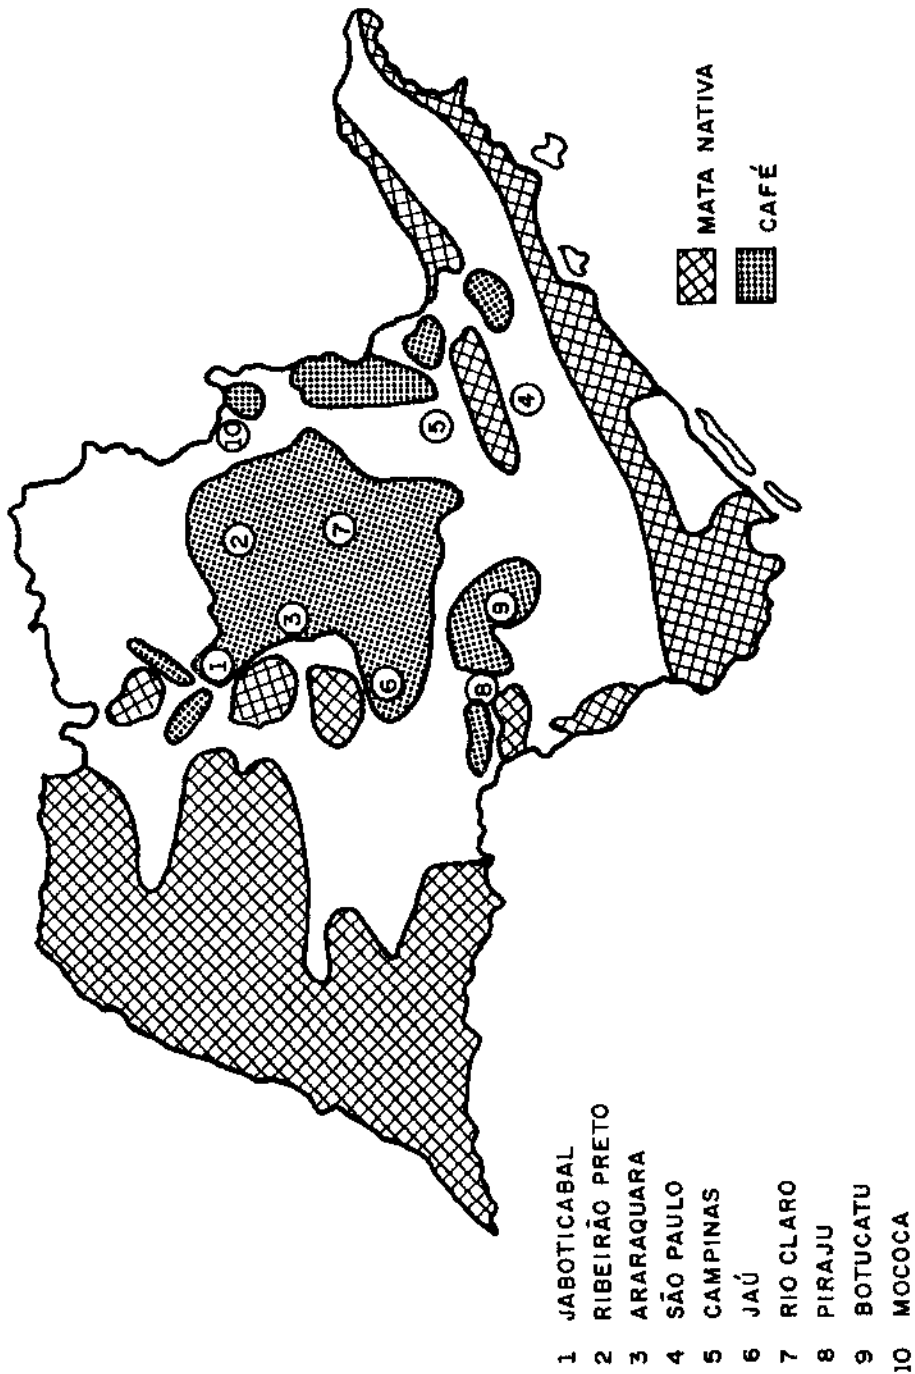 10
2
1
3
7
5
6
4
9
8
MATA NATIVA
CAFÉ
1 JABOTICABAL
2 RIBEIRÃO PRETO
3 ARARAQUARA
4 SÃO PAULO
5 CAMPINAS
6 JAÚ
7 RIO CLARO
8 PIRAJU
9 BOTUCATU
10 MOCOCA